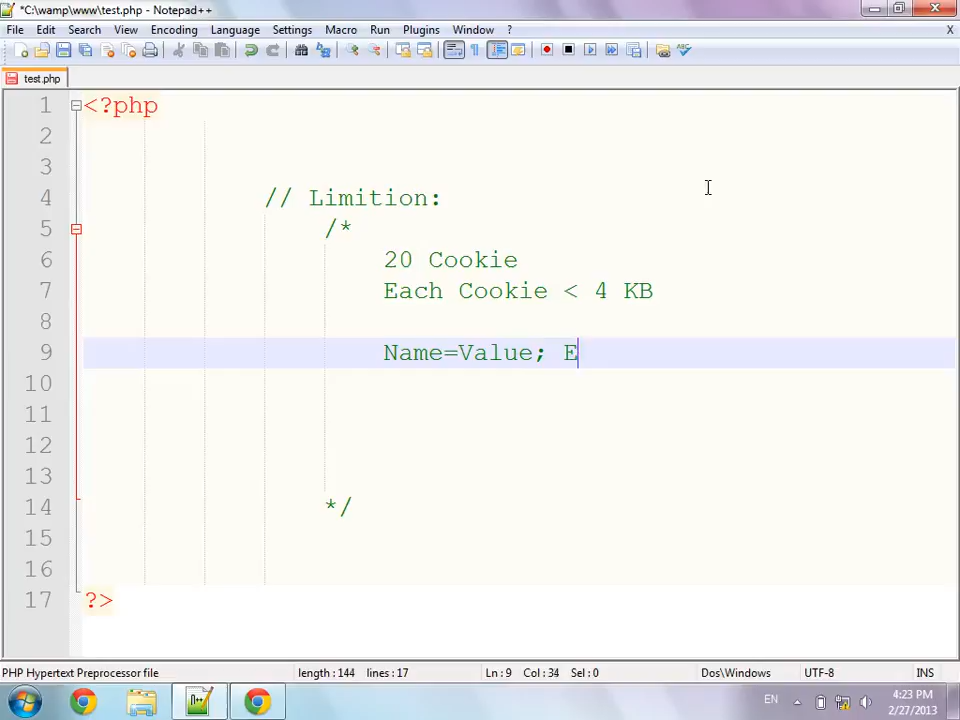 *C:\wamp\www\test.php - Notepad++
File Edit Search View Encoding Language Settings Macro Run Plugins Window ? X
test.php
1 <?php
2
3
4 // Limition:
5 /*
6 20 Cookie
7 Each Cookie < 4 KB
8
9 Name=Value; E
10
11
12
13
14 */
15
16
17 ?>
PHP Hypertext Preprocessor file length : 144 lines : 17 Ln : 9 Col : 34 Sel : 0 Dos\Windows UTF-8 INS
EN 4:23 PM
2/27/2013